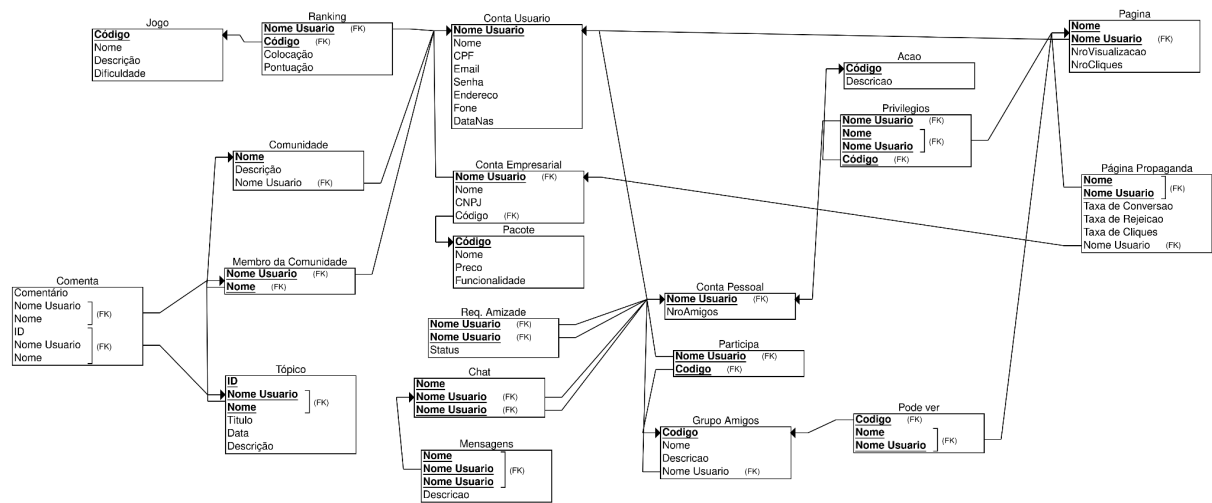 Jogo
Código
Nome
Descrição
Dificuldade
Ranking
Nome Usuario (FK)
Código (FK)
Colocação
Pontuação
Conta Usuario
Nome Usuario
Nome
CPF
Email
Senha
Endereco
Fone
DataNas
Pagina
Nome
Nome Usuario (FK)
NroVisualizacao
NroCliques
Acao
Código
Descricao
Privilegios
Nome Usuario (FK)
Nome
Nome Usuario (FK)
Código (FK)
Comunidade
Nome
Descrição
Nome Usuario (FK)
Conta Empresarial
Nome Usuario (FK)
Nome
CNPJ
Código (FK)
Página Propaganda
Nome
Nome Usuario (FK)
Taxa de Conversao
Taxa de Rejeicao
Taxa de Cliques
Nome Usuario (FK)
Pacote
Código
Nome
Preco
Funcionalidade
Membro da Comunidade
Nome Usuario (FK)
Nome (FK)
Comenta
Comentário
Nome Usuario
Nome (FK)
ID
Nome Usuario (FK)
Nome
Conta Pessoal
Nome Usuario (FK)
NroAmigos
Req. Amizade
Nome Usuario (FK)
Nome Usuario (FK)
Status
Participa
Nome Usuario (FK)
Codigo (FK)
Tópico
ID
Nome Usuario
Nome (FK)
Titulo
Data
Descrição
Chat
Nome
Nome Usuario (FK)
Nome Usuario (FK)
Grupo Amigos
Codigo
Nome
Descricao
Nome Usuario (FK)
Pode ver
Codigo (FK)
Nome
Nome Usuario (FK)
Mensagens
Nome
Nome Usuario (FK)
Nome Usuario
Descricao